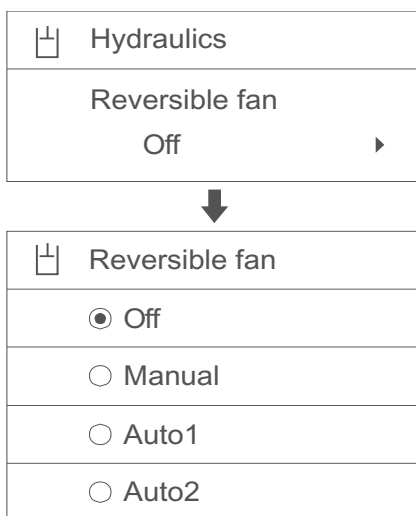 Hydraulics
Reversible fan
Off
Reversible fan
Off
Manual
Auto1
Auto2